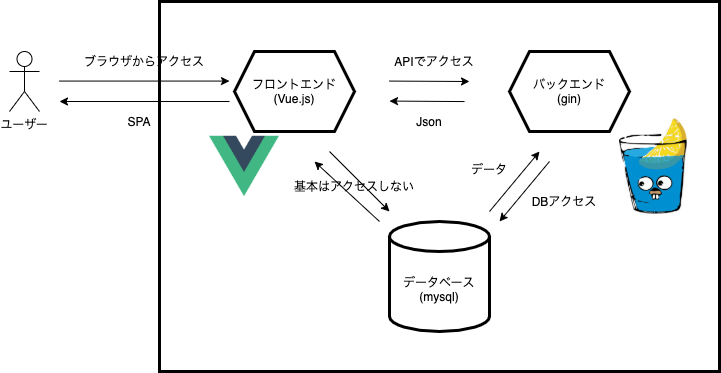 ブラウザからアクセス
APIでアクセス
フロントエンド
(Vue.js)
バックエンド
(gin)
ユーザー
SPA
Json
基本はアクセスしない
データ
DBアクセス
データベース
(mysql)